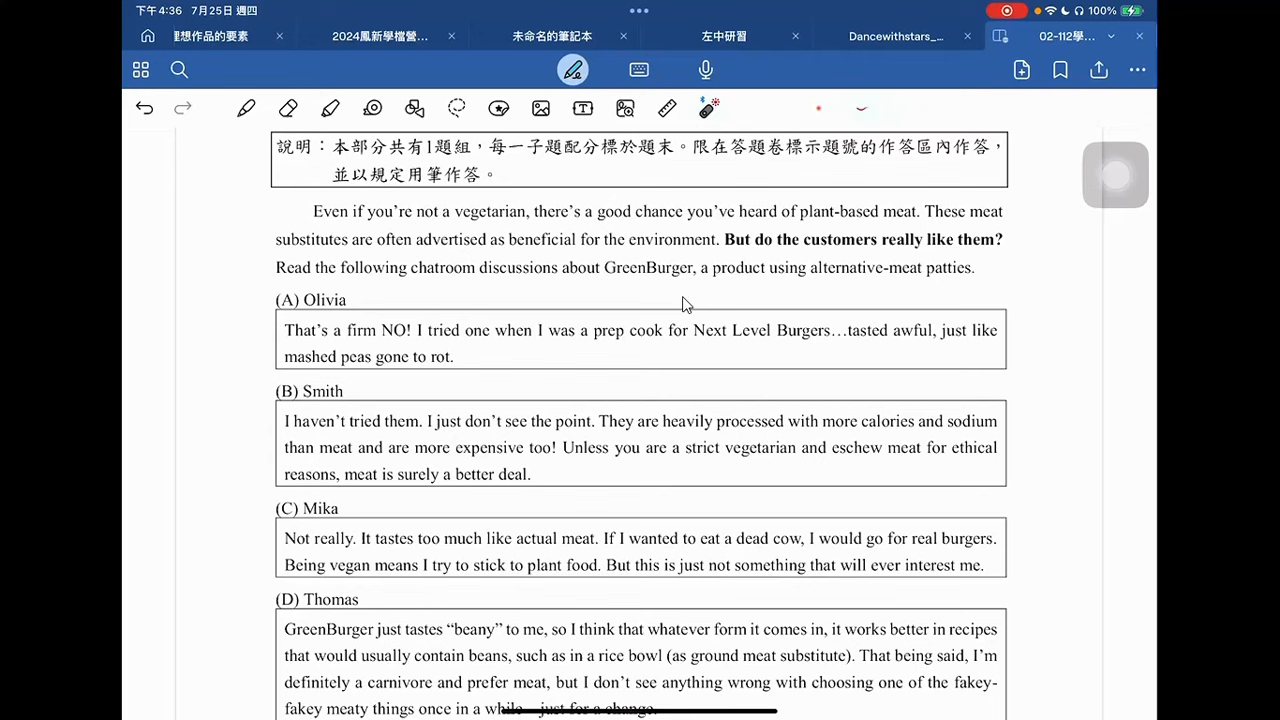 下午4:36 7月25日 週四
100%
里想作品的要素
2024鳳新學檔營...
未命名的筆記本
左中研習
Dancewithstars_...
02-112學...
說明：本部分共有1題組，每一子題配分標於題末。限在答題卷標示題號的作答區內作答，
並以規定用筆作答。
Even if you’re not a vegetarian, there’s a good chance you’ve heard of plant-based meat. These meat
substitutes are often advertised as beneficial for the environment. But do the customers really like them?
Read the following chatroom discussions about GreenBurger, a product using alternative-meat patties.
(A) Olivia
That’s a firm NO! I tried one when I was a prep cook for Next Level Burgers…tasted awful, just like
mashed peas gone to rot.
(B) Smith
I haven’t tried them. I just don’t see the point. They are heavily processed with more calories and sodium
than meat and are more expensive too! Unless you are a strict vegetarian and eschew meat for ethical
reasons, meat is surely a better deal.
(C) Mika
Not really. It tastes too much like actual meat. If I wanted to eat a dead cow, I would go for real burgers.
Being vegan means I try to stick to plant food. But this is just not something that will ever interest me.
(D) Thomas
GreenBurger just tastes “beany” to me, so I think that whatever form it comes in, it works better in recipes
that would usually contain beans, such as in a rice bowl (as ground meat substitute). That being said, I’m
definitely a carnivore and prefer meat, but I don’t see anything wrong with choosing one of the fakey-
fakey meaty things once in a while—just for a change.